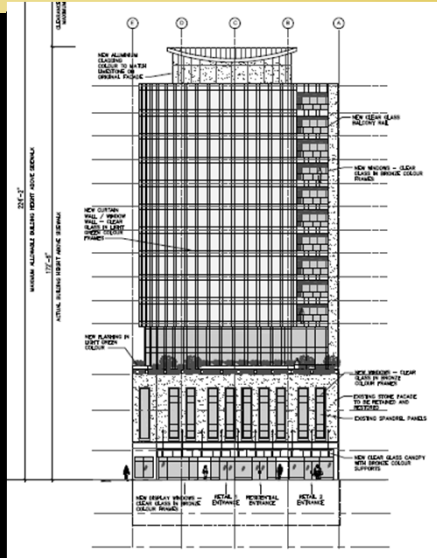 CLEARANCE
MAXIMUM
E
D
C
B
A
NEW ALUMINIUM
CLADDING
COLOUR TO MATCH
LIMESTONE ON
ORIGINAL FACADE
NEW CLEAR GLASS
BALCONY RAIL
NEW WINDOWS - CLEAR
GLASS IN BRONZE COLOUR
FRAMES
MAXIMUM ALLOWABLE BUILDING HEIGHT ABOVE SIDEWALK
ACTUAL BUILDING HEIGHT ABOVE SIDEWALK
NEW CURTAIN
WALL / WINDOW
WALL - CLEAR
GLASS IN LIGHT
GREEN COLOUR
FRAMES
NEW FLASHING IN
LIGHT GREEN
COLOUR
NEW WINDOWS - CLEAR
GLASS IN BRONZE
COLOUR FRAMES
EXISTING STONE FACADE
TO BE RETAINED AND
RESTORED
EXISTING SPANDREL PANELS
NEW CLEAR GLASS CANOPY
WITH BRONZE COLOUR
SUPPORTS
NEW DISPLAY WINDOWS -
CLEAR GLASS IN BRONZE
COLOUR FRAMES
RETAIL
ENTRANCE
RESIDENTIAL
ENTRANCE
RETAIL 2
ENTRANCE